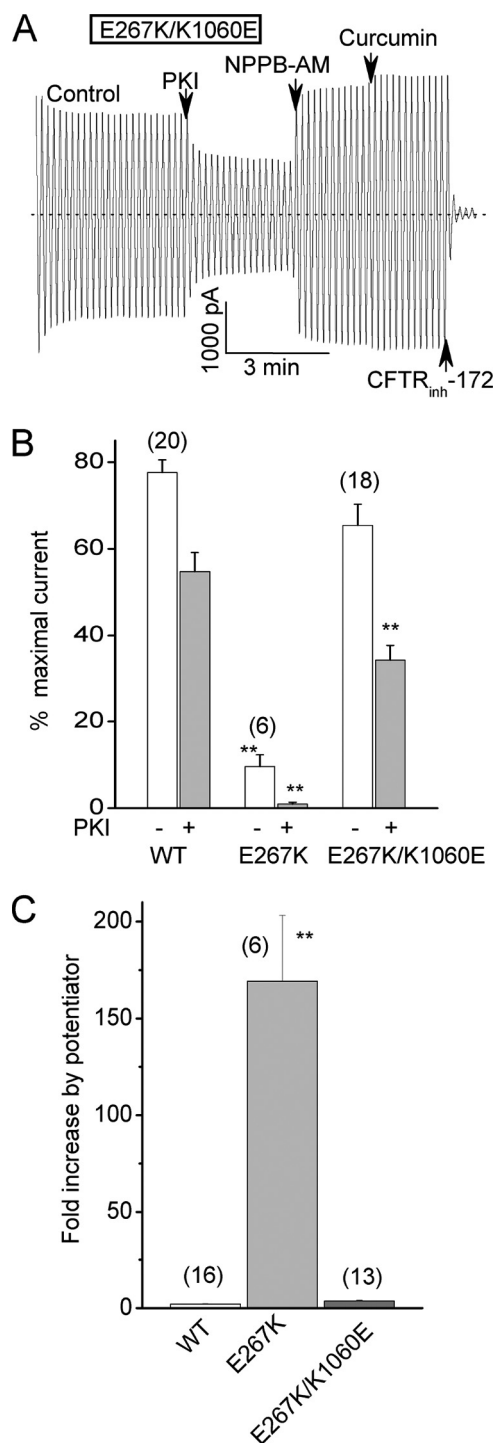 A
E267K/K1060E
Control
PKI
NPPB-AM
Curcumin
1000 pA
3 min
CFTRinh-172
B
% maximal current
80
60
40
20
0
(20)
(6)
(18)
**
**
**
PKI - + - + - +
WT E267K E267K/K1060E
C
Fold increase by potentiator
200
150
100
50
0
(16)
(6) **
(13)
WT
E267K
E267K/K1060E